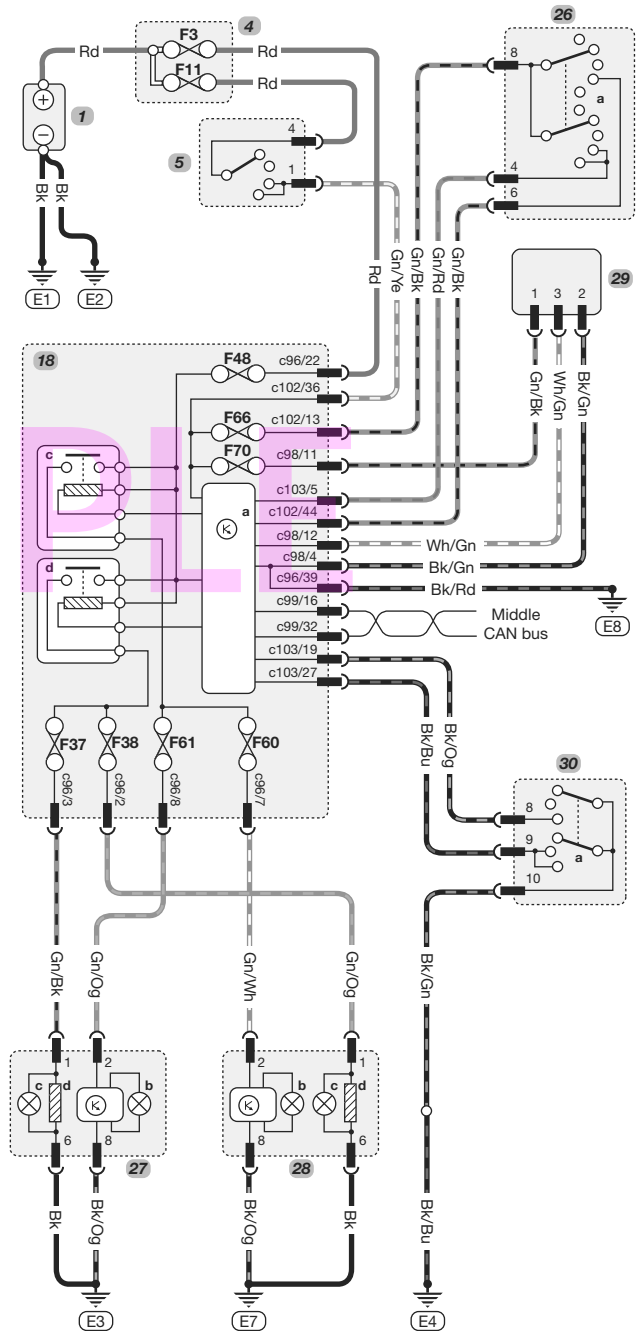 4
26
F3
Rd
Rd
8
F11
Rd
+
1
a
−
4
5
1
4
Bk
Bk
6
Gn/Ye
Gn/Bk
Gn/Rd
Gn/Bk
Rd
29
E1
E2
1
3
2
18
F48
c96/22
c102/36
Gn/Bk
Wh/Gn
Bk/Gn
F66
c102/13
PLE
c
F70
c98/11
a
c103/5
K
c102/44
c98/12
Wh/Gn
c98/4
Bk/Gn
d
c96/39
Bk/Rd
c99/16
Middle
E8
c99/32
CAN bus
c103/19
c103/27
Bk/Bu
Bk/Og
F37
F38
F61
F60
30
c96/3
c96/2
c96/8
c96/7
8
9
a
10
Gn/Bk
Gn/Og
Gn/Wh
Gn/Og
Bk/Gn
1
2
2
1
c
d
b
b
c
d
K
K
6
8
8
6
27
28
Bk
Bk/Og
Bk/Og
Bk
Bk/Bu
E3
E7
E4